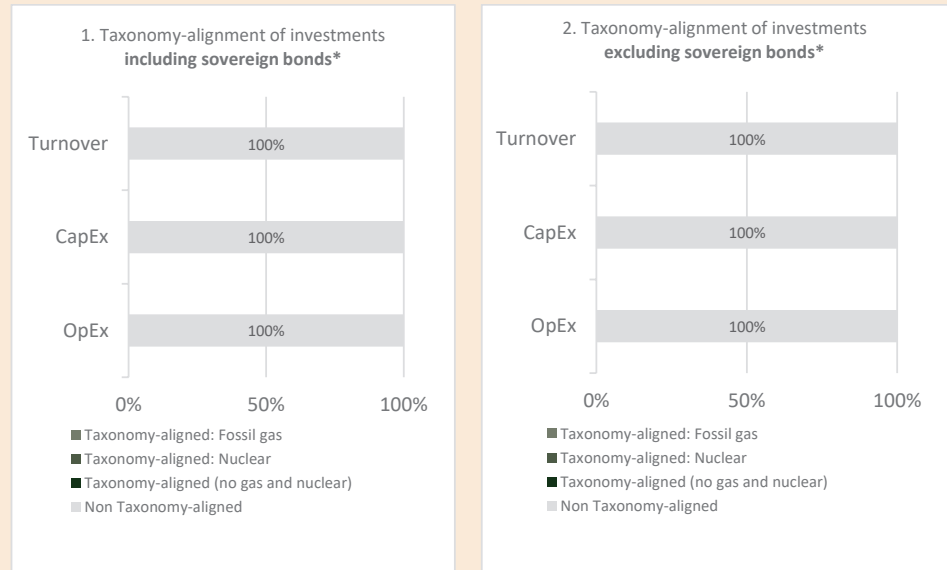 1. Taxonomy-alignment of investments
including sovereign bonds*
Turnover
100%
CapEx
100%
OpEx
100%
0% 50% 100%
Taxonomy-aligned: Fossil gas
Taxonomy-aligned: Nuclear
Taxonomy-aligned (no gas and nuclear)
Non Taxonomy-aligned
2. Taxonomy-alignment of investments
excluding sovereign bonds*
Turnover
100%
CapEx
100%
OpEx
100%
0% 50% 100%
Taxonomy-aligned: Fossil gas
Taxonomy-aligned: Nuclear
Taxonomy-aligned (no gas and nuclear)
Non Taxonomy-aligned